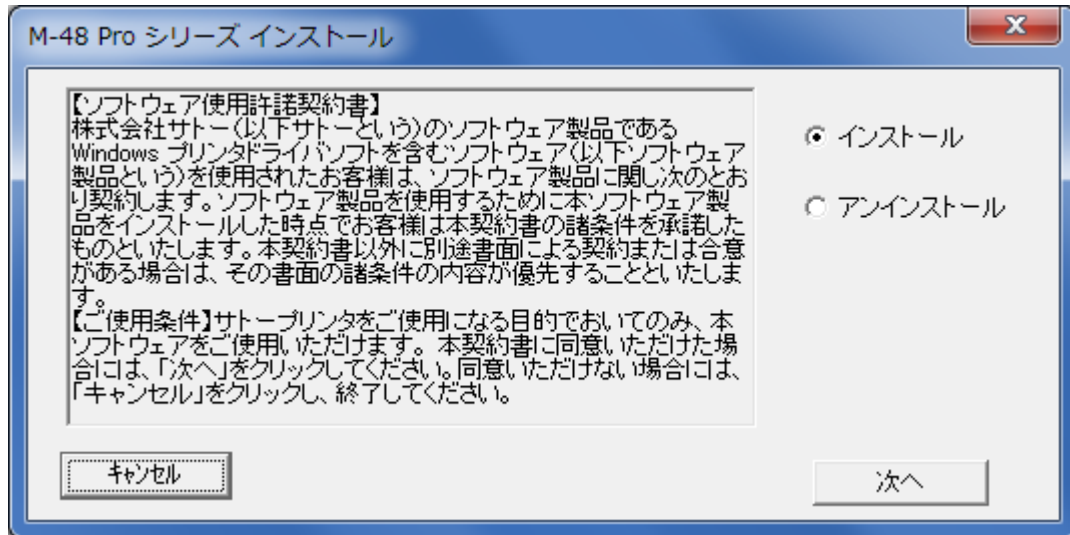 M-48 Pro シリーズ インストール
【ソフトウェア使用許諾契約書】
株式会社サトー(以下サトーという)のソフトウェア製品である
Windows プリンタドライバソフトを含むソフトウェア(以下ソフトウェア
製品という)を使用されたお客様は、ソフトウェア製品に関し次のとお
り契約します。ソフトウェア製品を使用するために本ソフトウェア製
品をインストールした時点でお客様は本契約書の諸条件を承諾した
ものといたします。本契約書以外に別途書面による契約または合意
がある場合は、その書面の諸条件の内容が優先することといたしま
す。
【ご使用条件】サトープリンタをご使用になる目的でおいてのみ、本
ソフトウェアをご使用いただけます。 本契約書に同意いただけた場
合には、「次へ」をクリックしてください。同意いただけない場合には、
「キャンセル」をクリックし、終了してください。
インストール
アンインストール
キャンセル
次へ